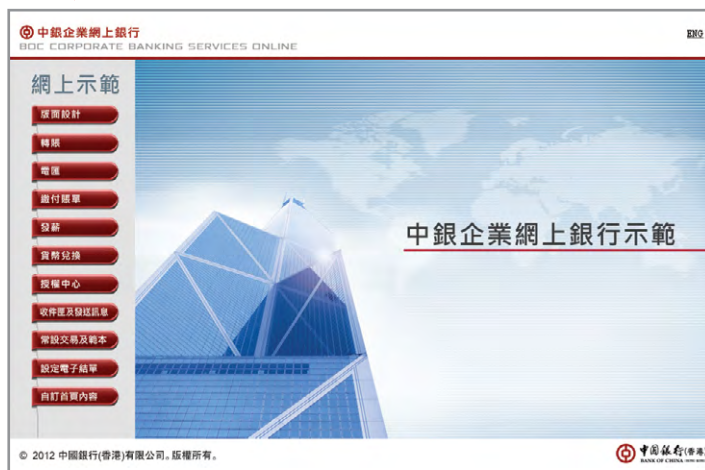 中銀企業網上銀行
BOC CORPORATE BANKING SERVICES ONLINE
ENG
網上示範
版面設計
轉賬
電匯
繳付賬單
發薪
貨幣兌換
授權中心
收件匣及發送訊息
常設交易及範本
設定電子結單
自訂首頁內容
中銀企業網上銀行示範
© 2012 中國銀行(香港)有限公司。版權所有。
中国银行(香港)
BANK OF CHINA